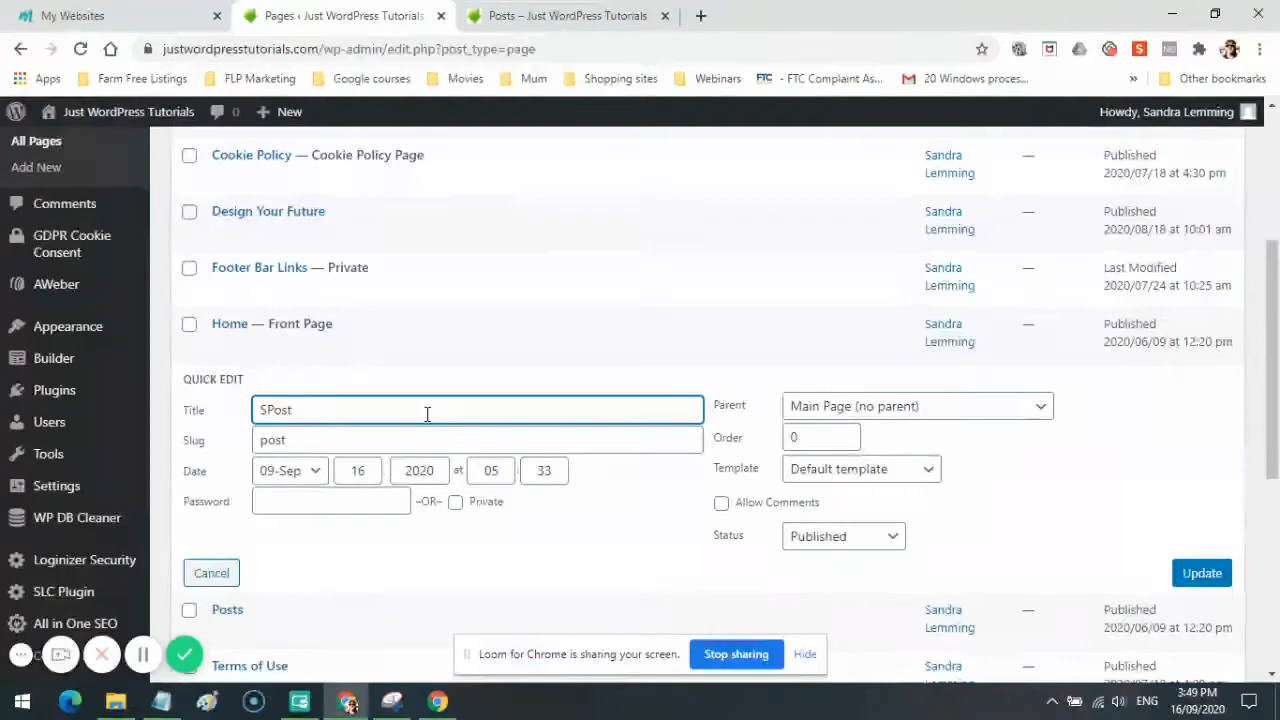 My Websites
Pages ‹ Just WordPress Tutorials
Posts – Just WordPress Tutorials
justwordpresstutorials.com/wp-admin/edit.php?post_type=page
Apps
Farm Free Listings
FLP Marketing
Google courses
Movies
Mum
Shopping sites
Webinars
FTC - FTC Complaint As...
20 Windows proces...
»
Other bookmarks
Just WordPress Tutorials
0
+ New
Howdy, Sandra Lemming
All Pages
Add New
Comments
GDPR Cookie
Consent
AWeber
Appearance
Builder
Plugins
Users
Tools
Settings
WP DB Cleaner
Loginizer Security
SLC Plugin
All in One SEO
Cookie Policy — Cookie Policy Page
Sandra
Lemming
—
Published
2020/07/18 at 4:30 pm
Design Your Future
Sandra
Lemming
—
Published
2020/08/18 at 10:01 am
Footer Bar Links — Private
Sandra
Lemming
—
Last Modified
2020/07/24 at 10:25 am
Home — Front Page
Sandra
Lemming
—
Published
2020/06/09 at 12:20 pm
QUICK EDIT
Title
SPost
Slug
post
Date
09-Sep
16
2020
at
05
33
Password
–OR–
Private
Parent
Main Page (no parent)
Order
0
Template
Default template
Allow Comments
Status
Published
Cancel
Update
Posts
Sandra
Lemming
—
Published
2020/06/09 at 12:20 pm
Terms of Use
Sandra
—
Published
Loom for Chrome is sharing your screen.
Stop sharing
Hide
ENG
3:49 PM
16/09/2020